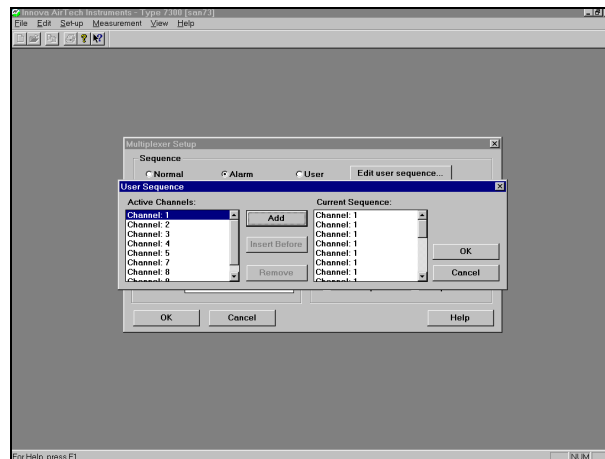 Innova AirTech Instruments - Type 7300 [snn73]
File Edit Set-up Measurement View Help
Multiplexer Setup
Sequence
Normal Alarm User Edit user sequence...
User Sequence
Active Channels: Current Sequence:
Channel: 1
Channel: 2
Channel: 3
Channel: 4
Channel: 5
Channel: 7
Channel: 8
Add
Insert Before
Remove
Channel: 1
Channel: 1
Channel: 1
Channel: 1
Channel: 1
Channel: 1
Channel: 1
OK
Cancel
OK Cancel Help
For Help, press F1 NUM